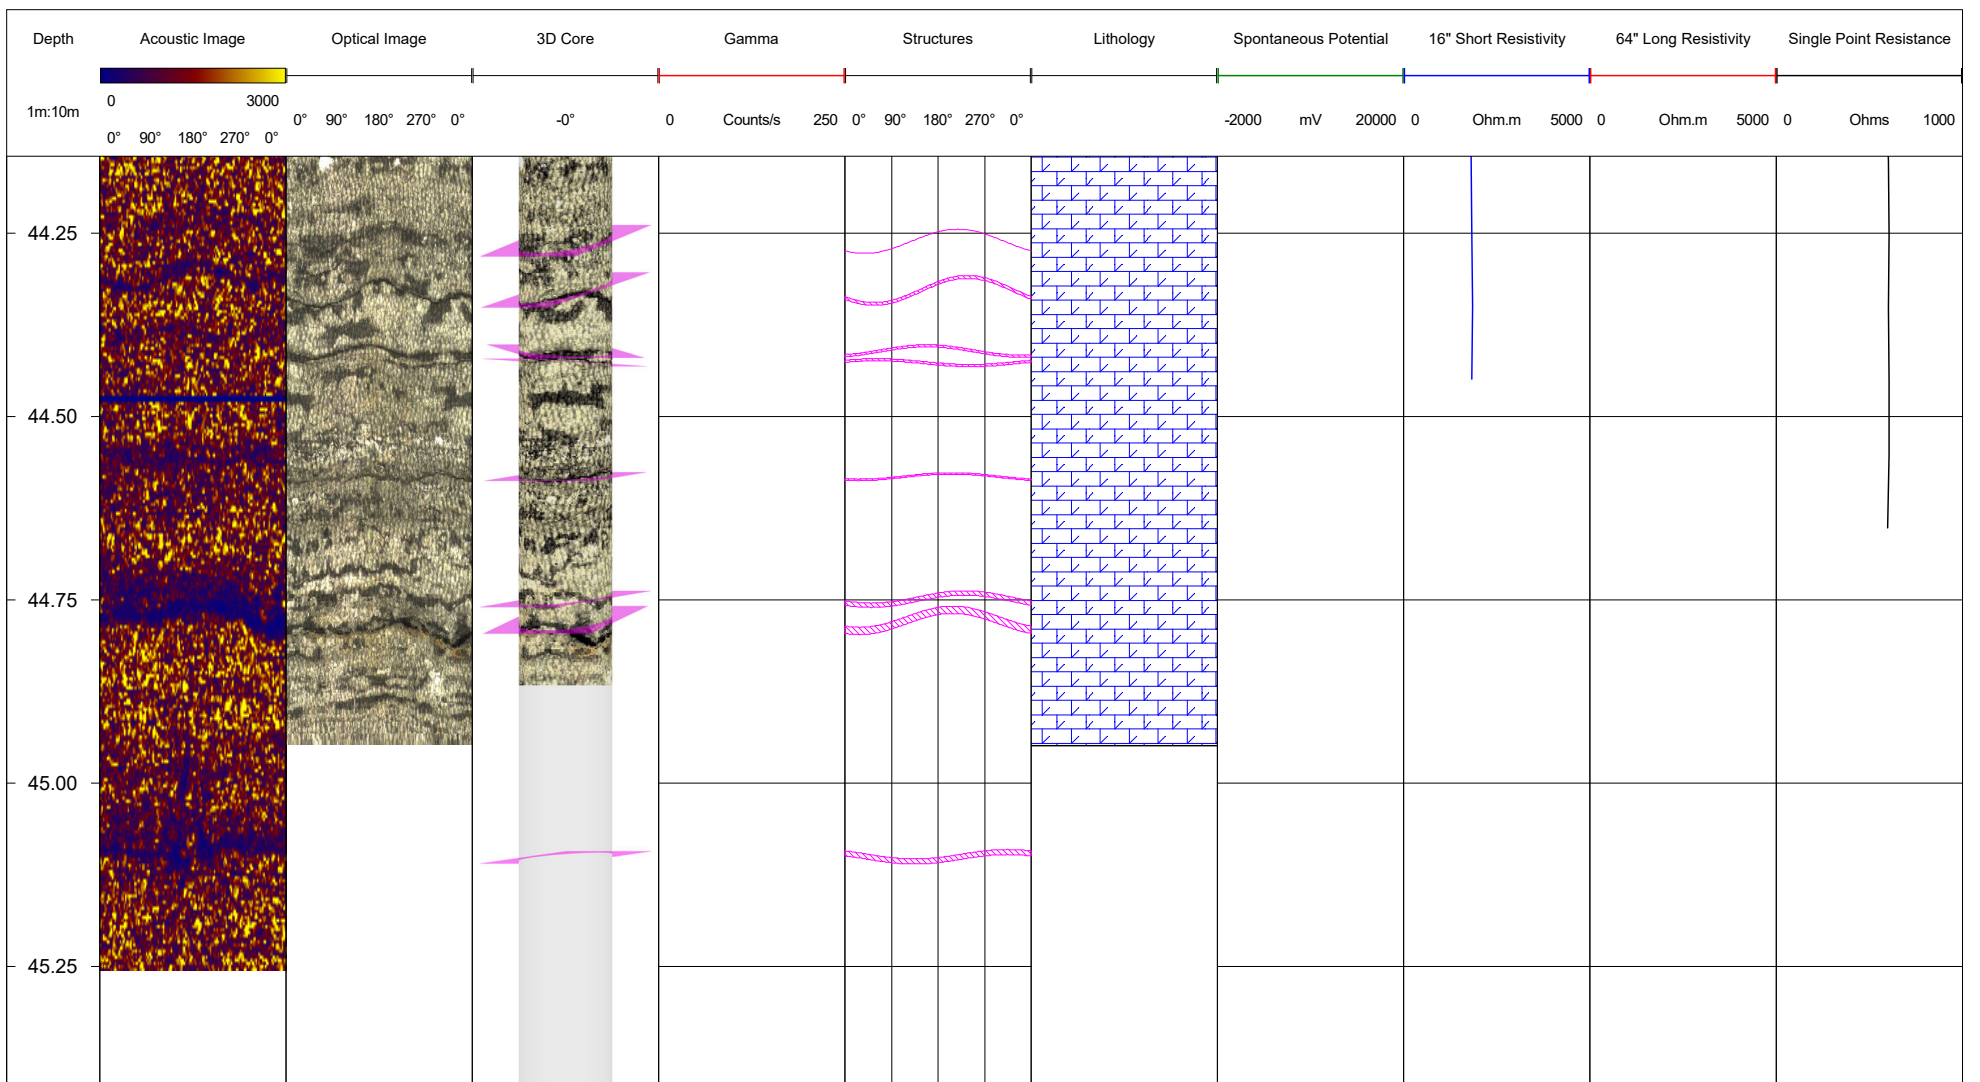 Depth Acoustic Image Optical Image 3D Core Gamma Structures Lithology Spontaneous Potential 16" Short Resistivity 64" Long Resistivity Single Point Resistance
0 3000
1m:10m 0° 90° 180° 270° 0° -0° 0 Counts/s 250 0° 90° 180° 270° 0° -2000 mV 20000 0 Ohm.m 5000 0 Ohm.m 5000 0 Ohms 1000
0° 90° 180° 270° 0°
44.25
44.50
44.75
45.00
45.25